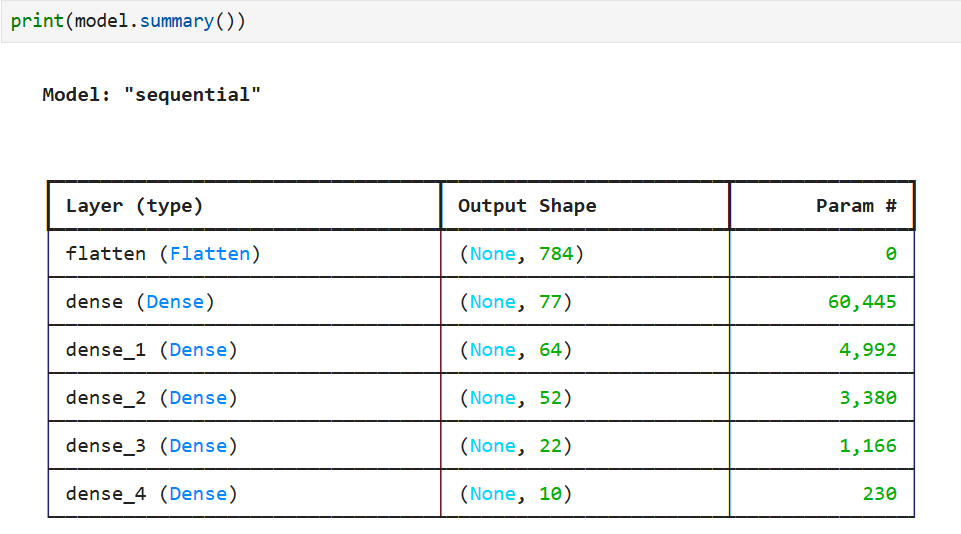 print(model.summary())
Model: "sequential"
Layer (type) Output Shape Param #
flatten (Flatten) (None, 784) 0
dense (Dense) (None, 77) 60,445
dense_1 (Dense) (None, 64) 4,992
dense_2 (Dense) (None, 52) 3,380
dense_3 (Dense) (None, 22) 1,166
dense_4 (Dense) (None, 10) 230